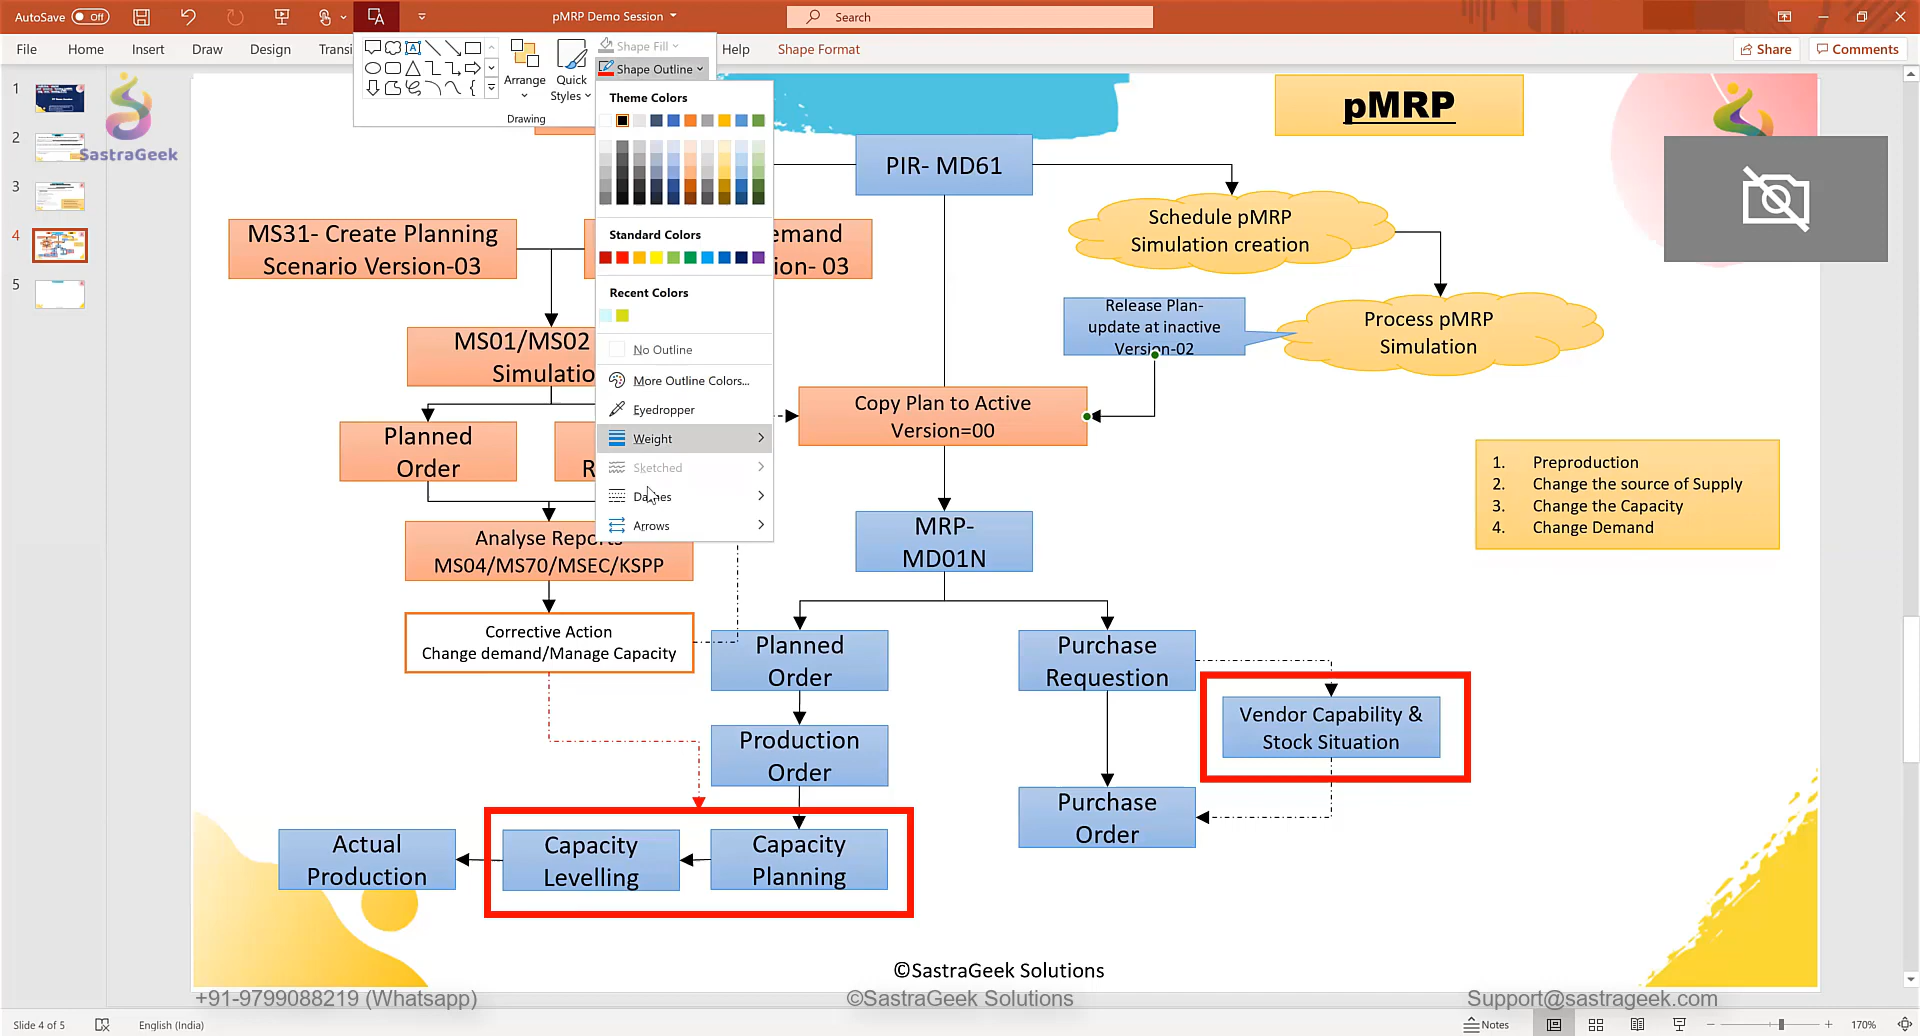 AutoSave Off
pMRP Demo Session
Search
File Home Insert Draw Design Transi Help Shape Format
Share Comments
Shape Fill
Shape Outline
Arrange
Quick
Styles
Drawing
Theme Colors
Standard Colors
Recent Colors
No Outline
More Outline Colors...
Eyedropper
Weight
Sketched
Arrows
1
2
3
4
5
SastraGeek
pMRP
PIR- MD61
MS31- Create Planning
Scenario Version-03
emand
ion- 03
Schedule pMRP
Simulation creation
Release Plan-
update at inactive
Version-02
Process pMRP
Simulation
MS01/MS02
Simulatio
Copy Plan to Active
Version=00
Planned
Order
R
1. Preproduction
2. Change the source of Supply
3. Change the Capacity
4. Change Demand
Analyse Reports
MS04/MS70/MSEC/KSPP
MRP-
MD01N
Corrective Action
Change demand/Manage Capacity
Planned
Order
Purchase
Requestion
Vendor Capability &
Stock Situation
Production
Order
Purchase
Order
Actual
Production
Capacity
Levelling
Capacity
Planning
©SastraGeek Solutions
+91-9799088219 (Whatsapp)
©SastraGeek Solutions
Support@sastrageek.com
Slide 4 of 5
English (India)
Notes
170%